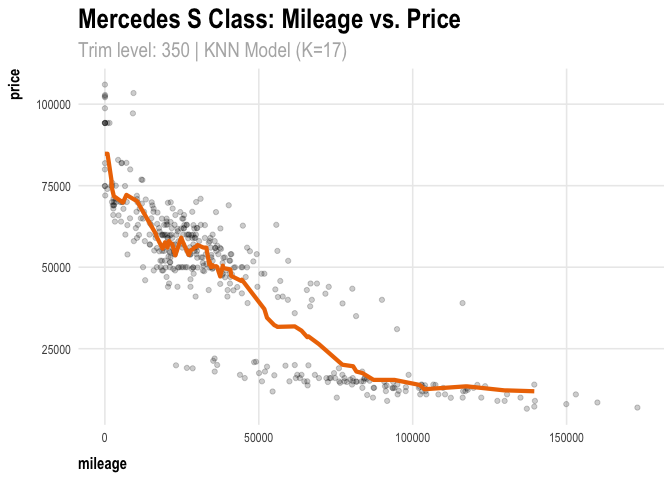 Mercedes S Class: Mileage vs. Price
Trim level: 350 | KNN Model (K=17)
price
100000
75000
50000
25000
0
50000
100000
150000
mileage